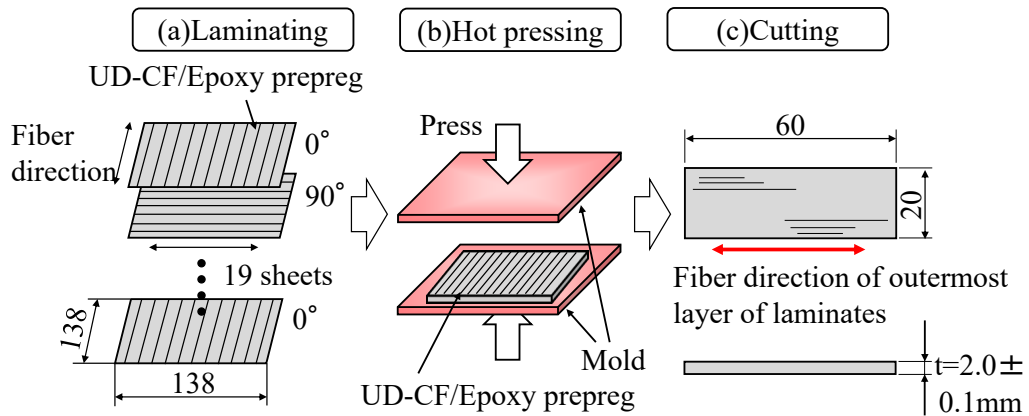 (a)Laminating
UD-CF/Epoxy prepreg
Fiber
direction
0°
90°
19 sheets
0°
138
138
(b)Hot pressing
Press
Mold
UD-CF/Epoxy prepreg
(c)Cutting
60
20
Fiber direction of outermost
layer of laminates
t=2.0±
0.1mm